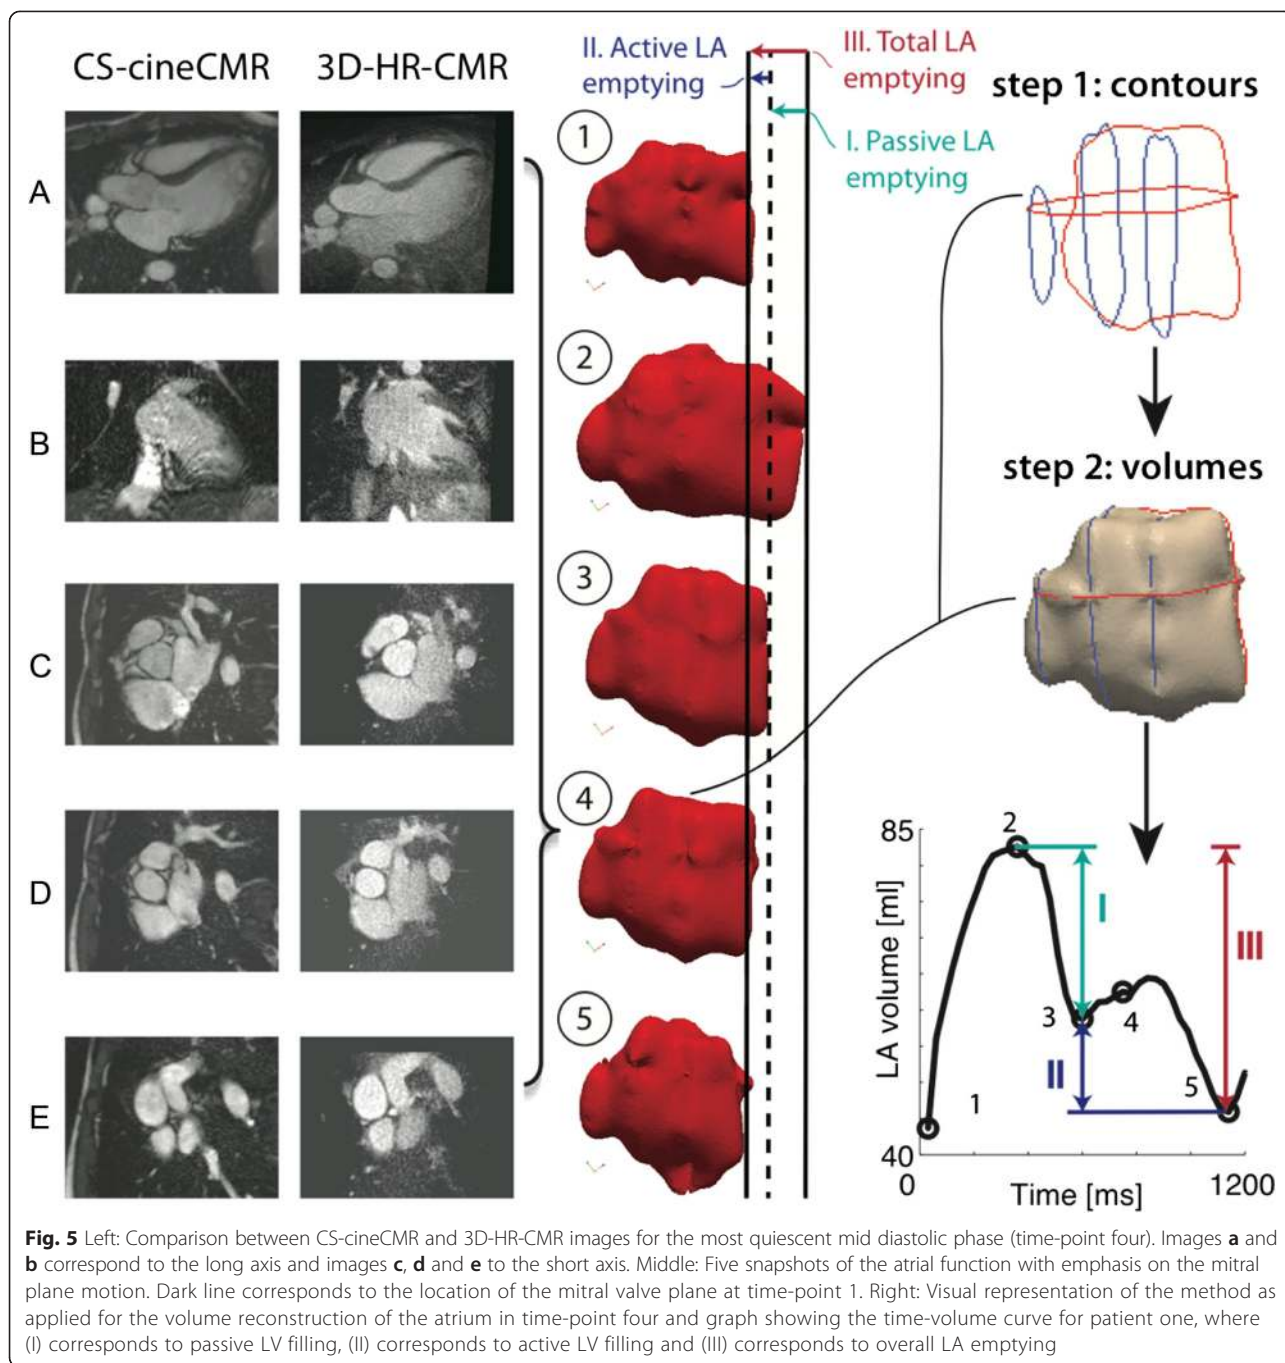 CS-cineCMR
3D-HR-CMR
II. Active LA
emptying
III. Total LA
emptying
I. Passive LA
emptying
step 1: contours
A
B
C
D
E
1
2
3
4
5
step 2: volumes
85
LA volume [ml]
40
0
Time [ms]
1200
1
2
3
4
5
I
II
III
Fig. 5 Left: Comparison between CS-cineCMR and 3D-HR-CMR images for the most quiescent mid diastolic phase (time-point four). Images a and
b correspond to the long axis and images c, d and e to the short axis. Middle: Five snapshots of the atrial function with emphasis on the mitral
plane motion. Dark line corresponds to the location of the mitral valve plane at time-point 1. Right: Visual representation of the method as
applied for the volume reconstruction of the atrium in time-point four and graph showing the time-volume curve for patient one, where
(I) corresponds to passive LV filling, (II) corresponds to active LV filling and (III) corresponds to overall LA emptying